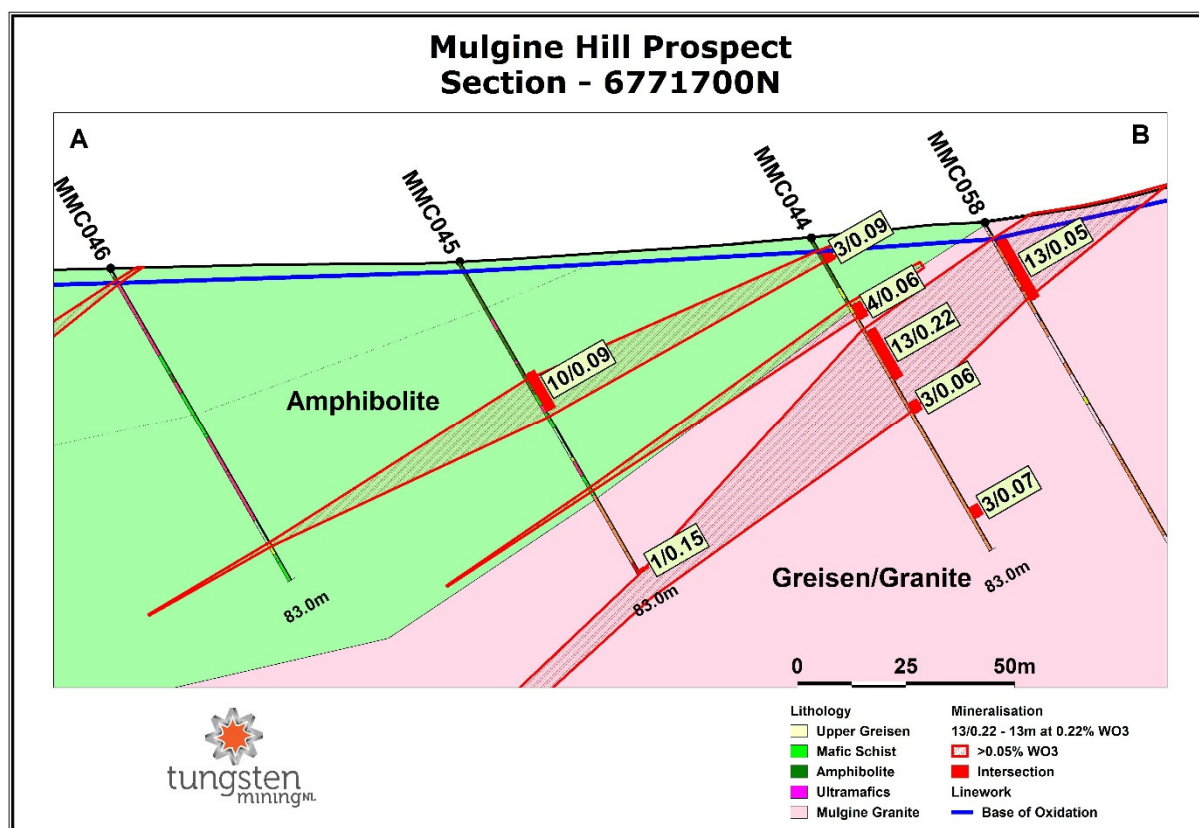 Mulgine Hill Prospect
Section - 6771700N
A
B
MMC046
MMC045
MMC044
MMC058
3/0.09
4/0.06
13/0.05
13/0.22
10/0.09
3/0.06
3/0.07
1/0.15
Amphibolite
Greisen/Granite
83.0m
83.0m
83.0m
0 25 50m
Lithology
Upper Greisen
Mafic Schist
Amphibolite
Ultramafics
Mulgine Granite
Mineralisation
13/0.22 - 13m at 0.22% WO3
>0.05% WO3
Intersection
Linework
Base of Oxidation
tungsten
mining NL